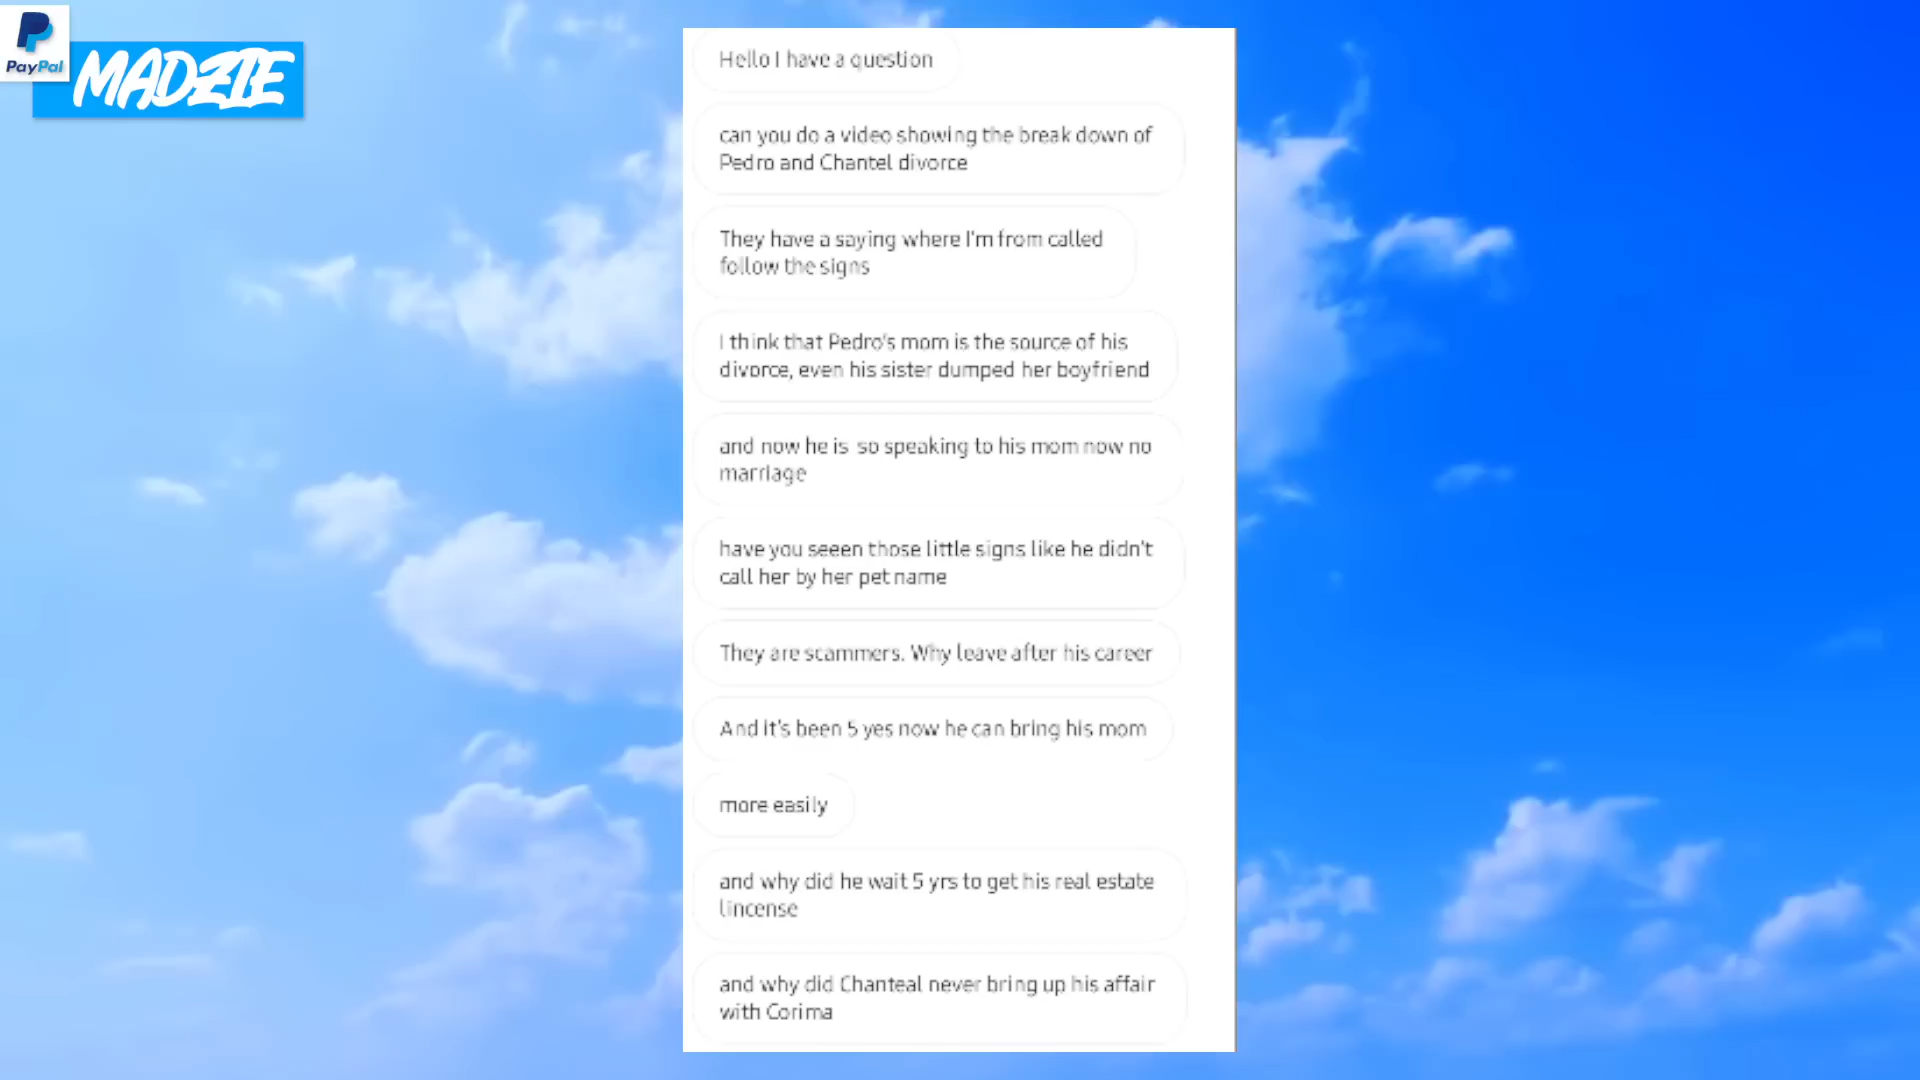 PayPal
MADZIE
Hello I have a question
can you do a video showing the break down of
Pedro and Chantel divorce
They have a saying where I'm from called
follow the signs
I think that Pedro's mom is the source of his
divorce, even his sister dumped her boyfriend
and now he is so speaking to his mom now no
marriage
have you seeen those little signs like he didn't
call her by her pet name
They are scammers. Why leave after his career
And it's been 5 yes now he can bring his mom
more easily
and why did he wait 5 yrs to get his real estate
lincense
and why did Chanteal never bring up his affair
with Corima